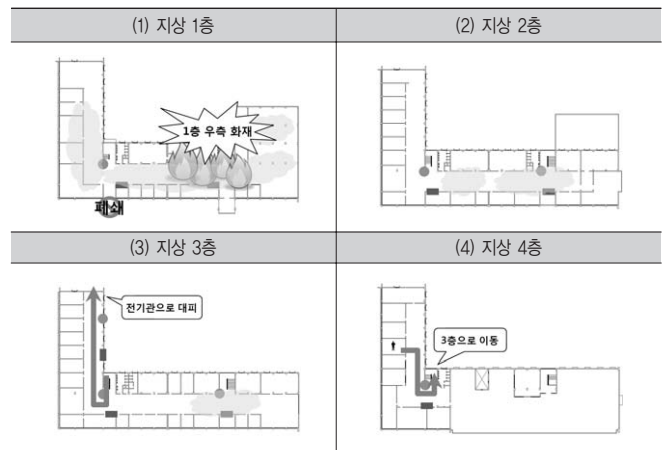 (1) 지상 1층
(2) 지상 2층
1층 우측 화재
폐쇄
(3) 지상 3층
(4) 지상 4층
전기관으로 대피
3층으로 이동